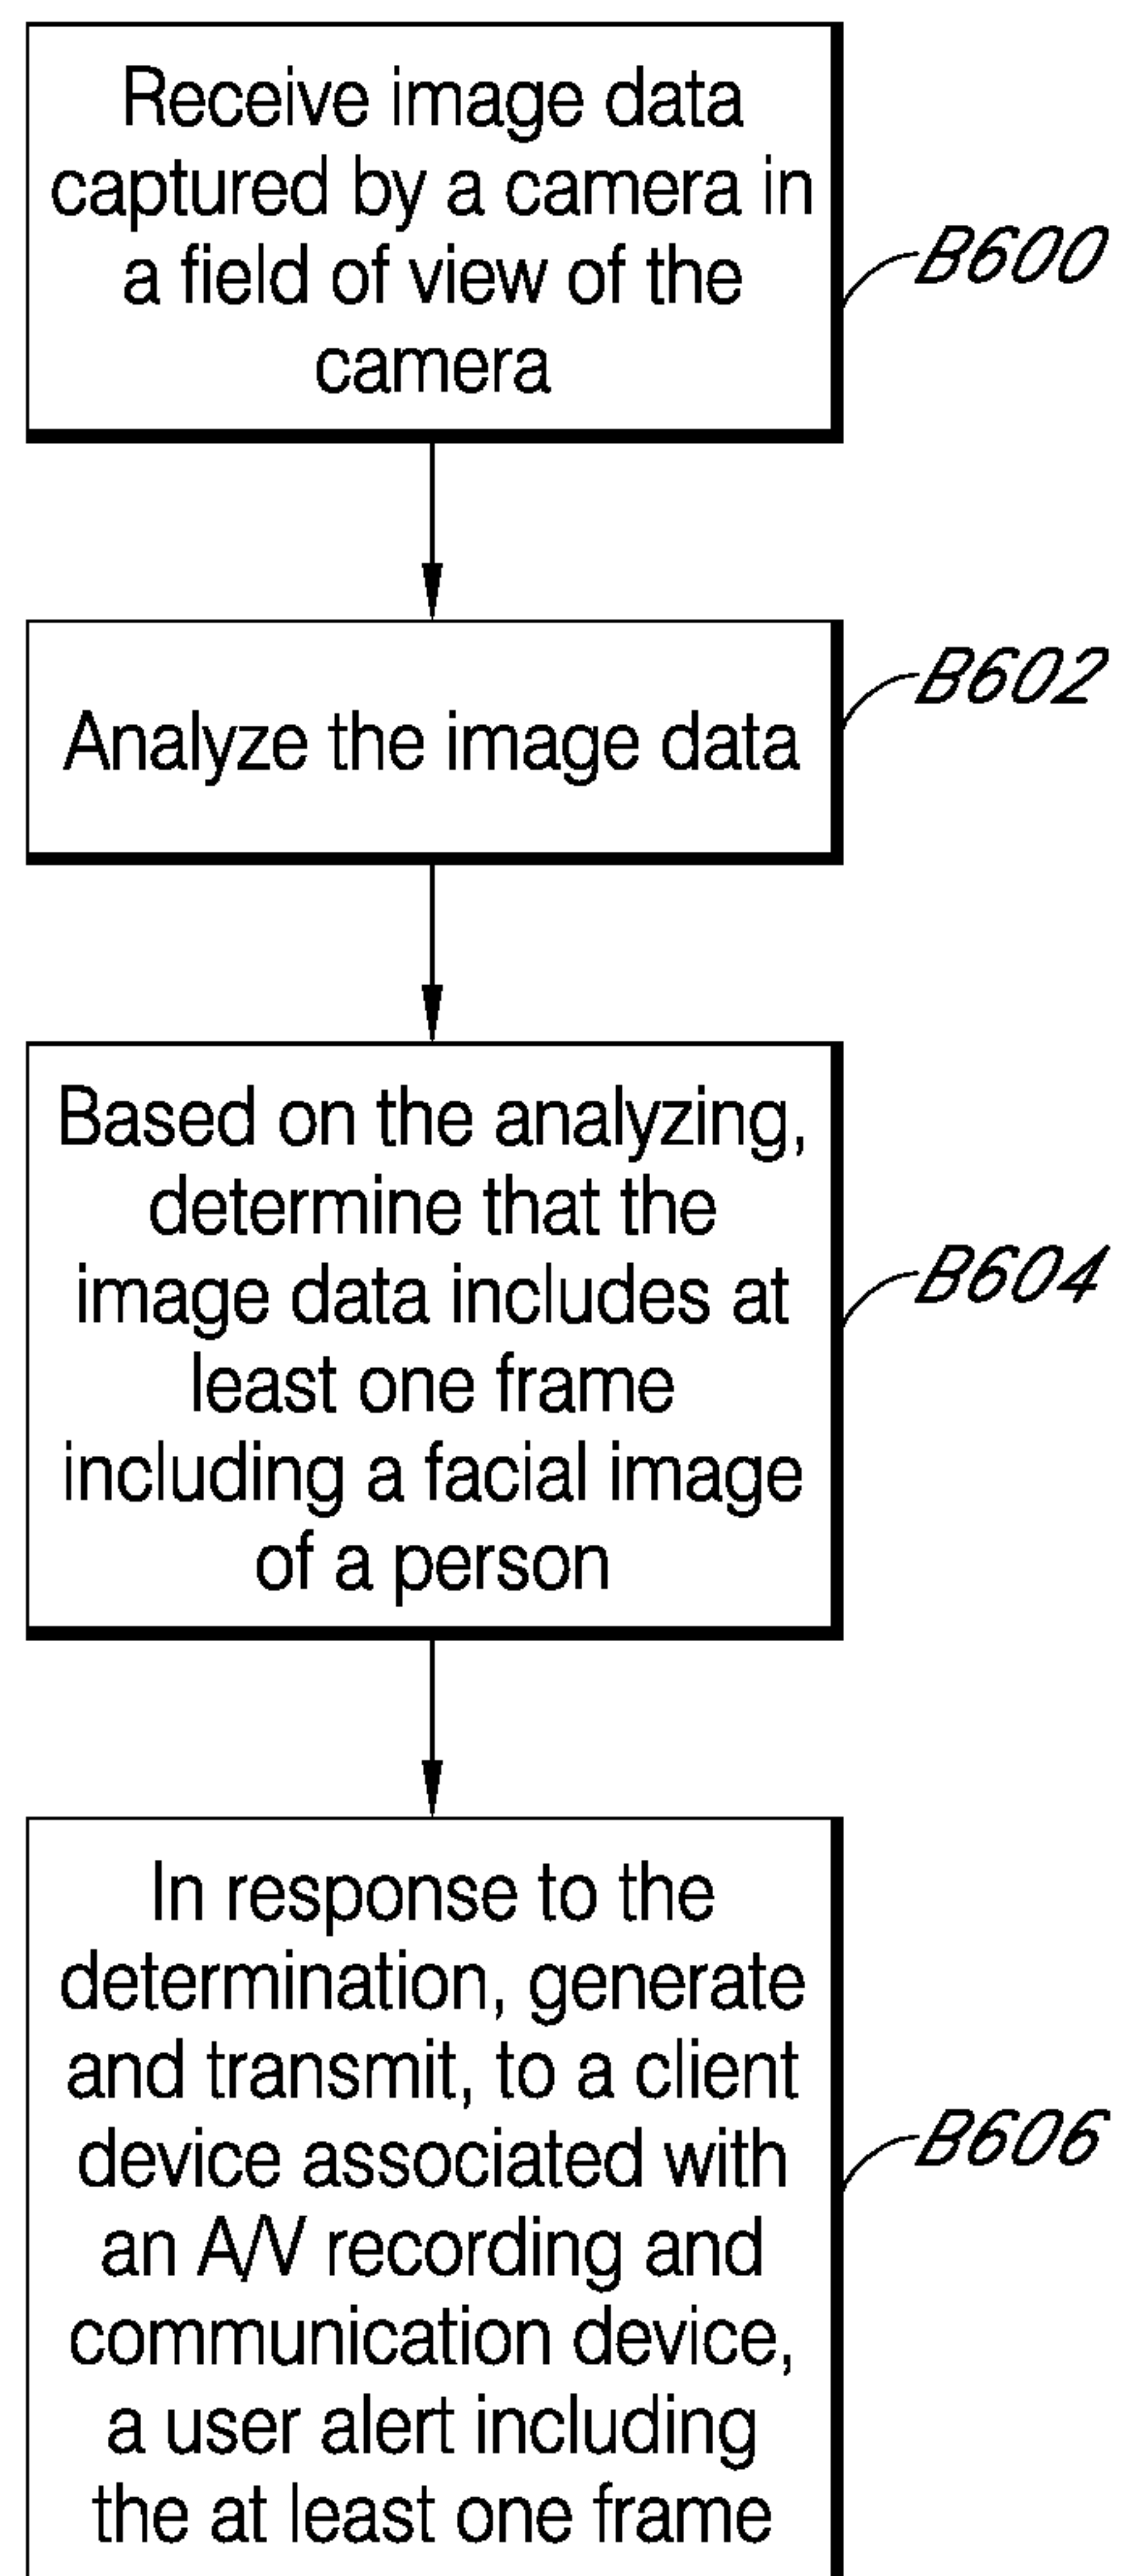 Receive image data
captured by a camera in
a field of view of the
camera
B600
Analyze the image data
B602
Based on the analyzing,
determine that the
image data includes at
least one frame
including a facial image
of a person
B604
In response to the
determination, generate
and transmit, to a client
device associated with
an A/V recording and
communication device,
a user alert including
the at least one frame
B606